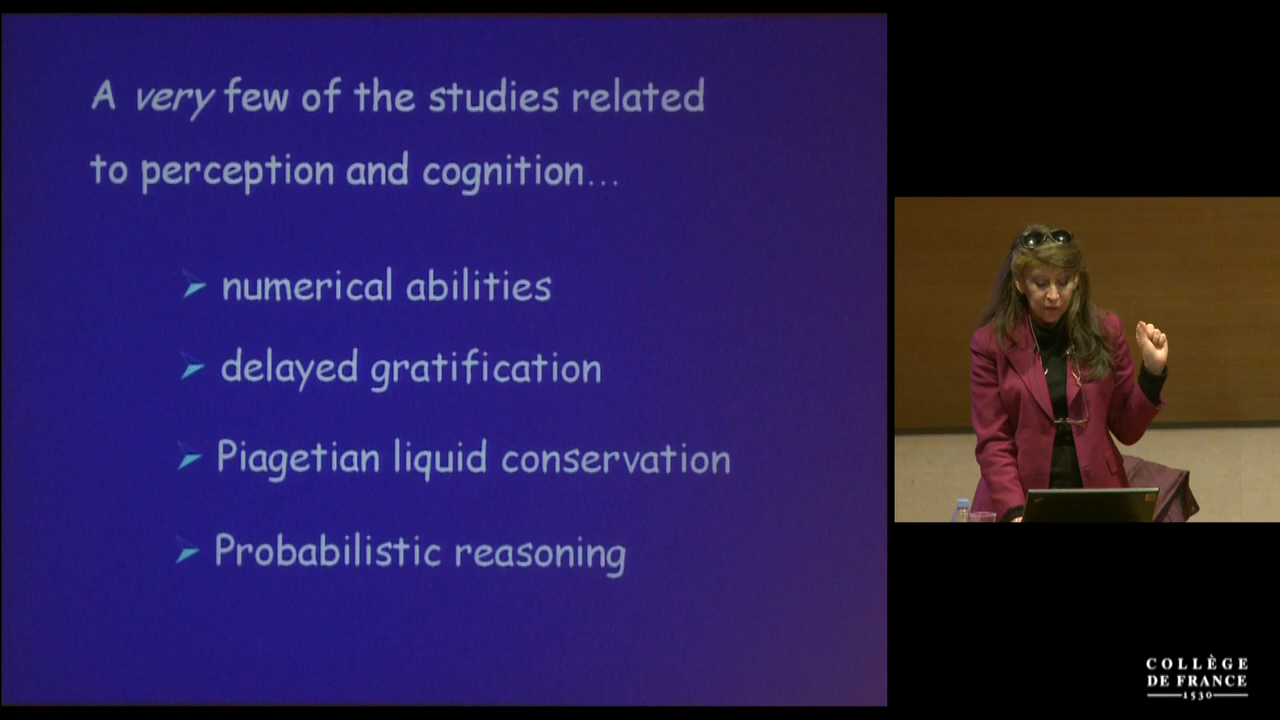 A very few of the studies related
to perception and cognition...
numerical abilities
delayed gratification
Piagetian liquid conservation
Probabilistic reasoning
COLLÈGE
DE FRANCE
1530